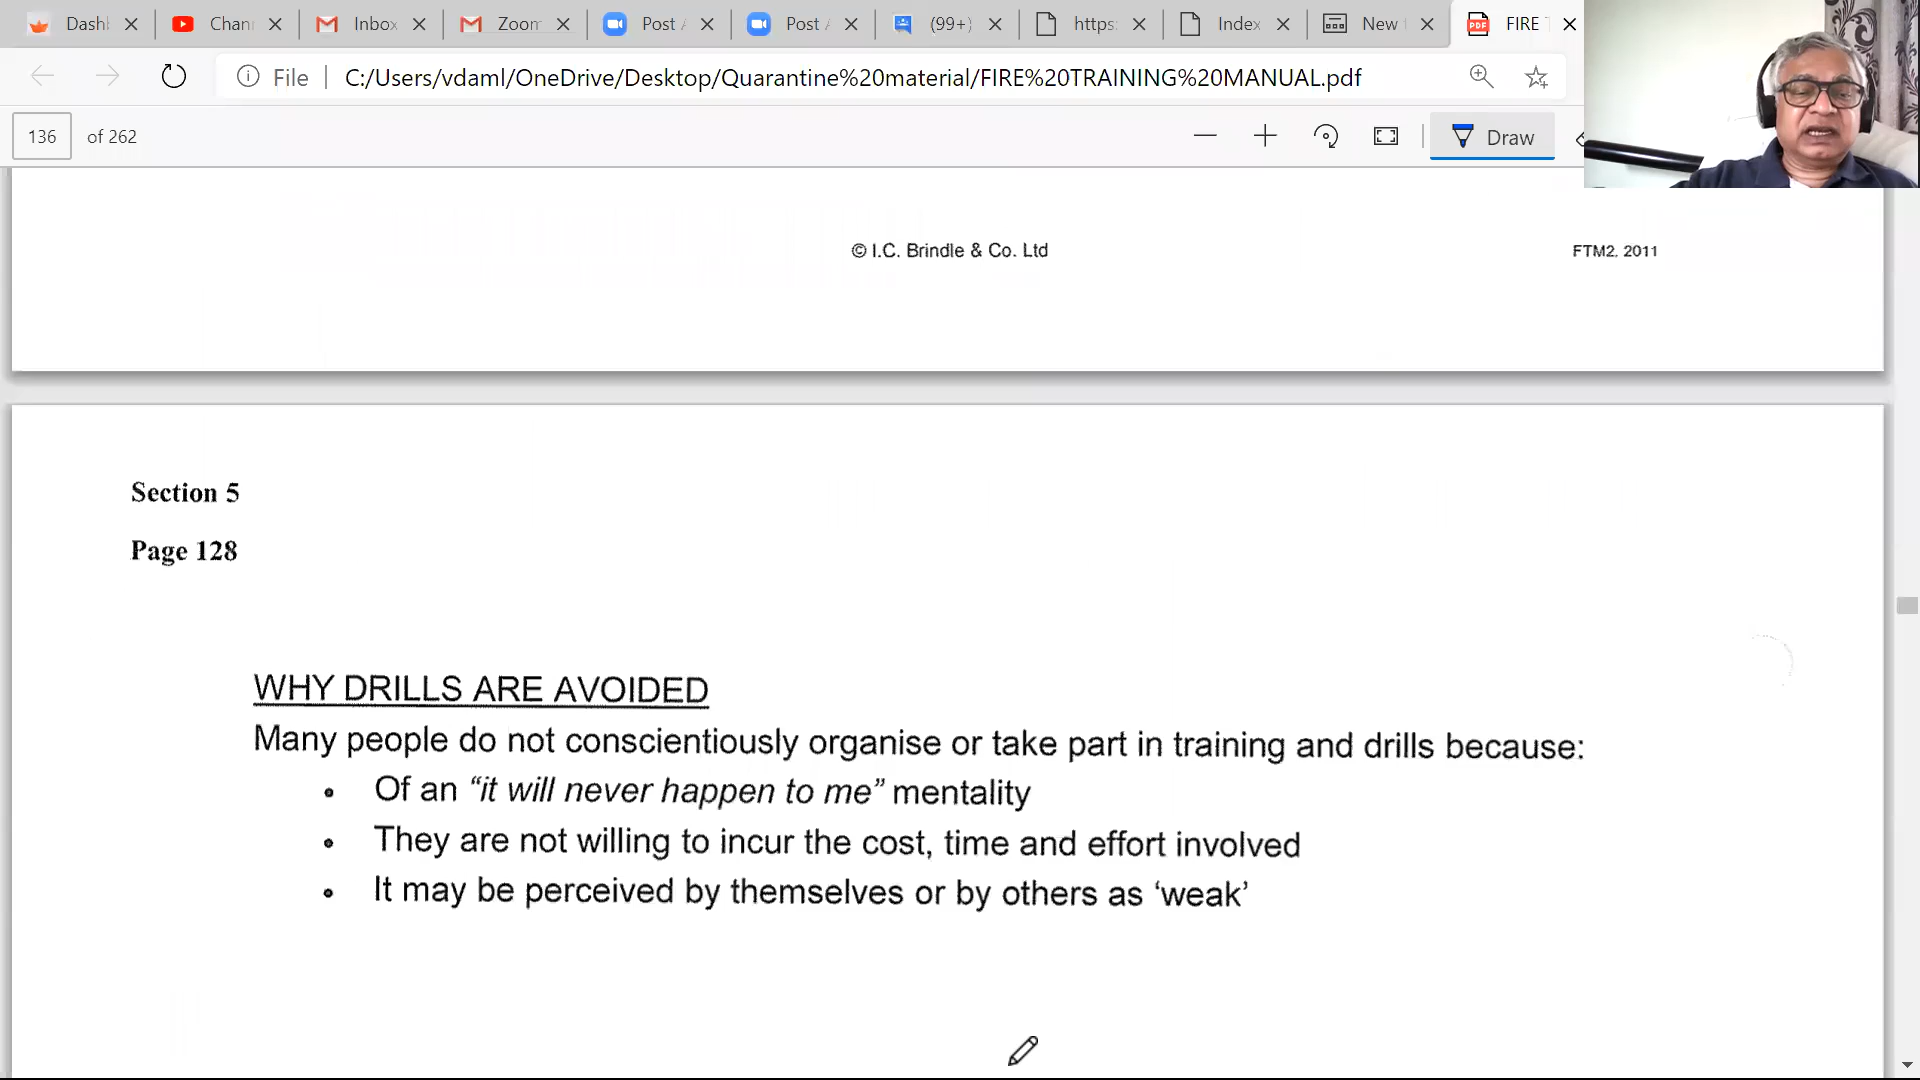 Dashl
Chan
Inbox
Zoom
Post A
Post A
(99+)
https:
Index
New t
FIRE T
File
C:/Users/vdaml/OneDrive/Desktop/Quarantine%20material/FIRE%20TRAINING%20MANUAL.pdf
136 of 262
Draw
© I.C. Brindle & Co. Ltd
FTM2, 2011
Section 5
Page 128
WHY DRILLS ARE AVOIDED
Many people do not conscientiously organise or take part in training and drills because:
• Of an “it will never happen to me” mentality
• They are not willing to incur the cost, time and effort involved
• It may be perceived by themselves or by others as ‘weak’